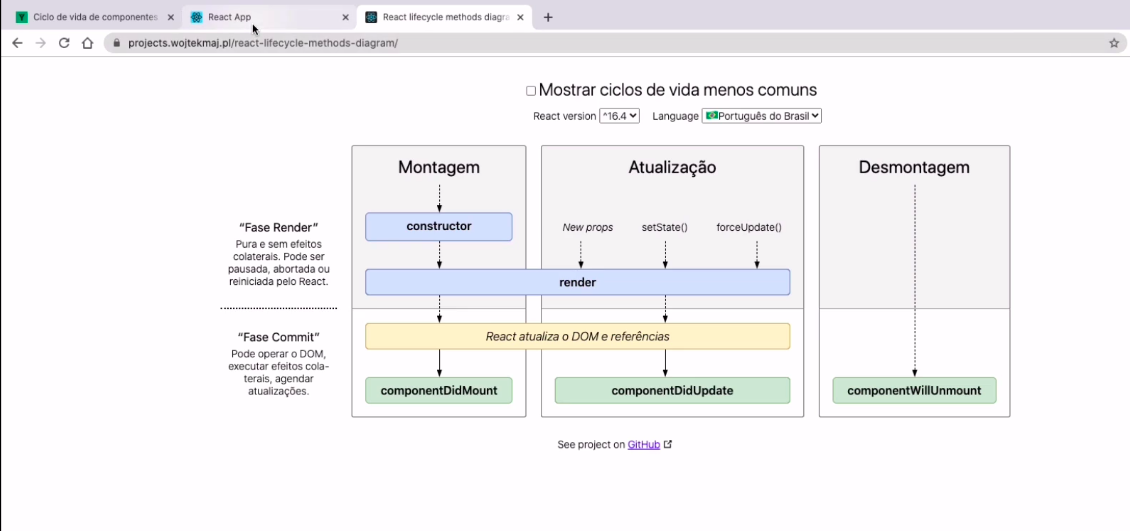 Ciclo de vida de componentes
React App
React lifecycle methods diagra
projects.wojtekmaj.pl/react-lifecycle-methods-diagram/
Mostrar ciclos de vida menos comuns
React version ^16.4 Language Português do Brasil
Montagem
Atualização
Desmontagem
“Fase Render”
Pura e sem efeitos
colaterais. Pode ser
pausada, abortada ou
reiniciada pelo React.
constructor
New props
setState()
forceUpdate()
render
“Fase Commit”
Pode operar o DOM,
executar efeitos cola-
terais, agendar
atualizações.
React atualiza o DOM e referências
componentDidMount
componentDidUpdate
componentWillUnmount
See project on GitHub